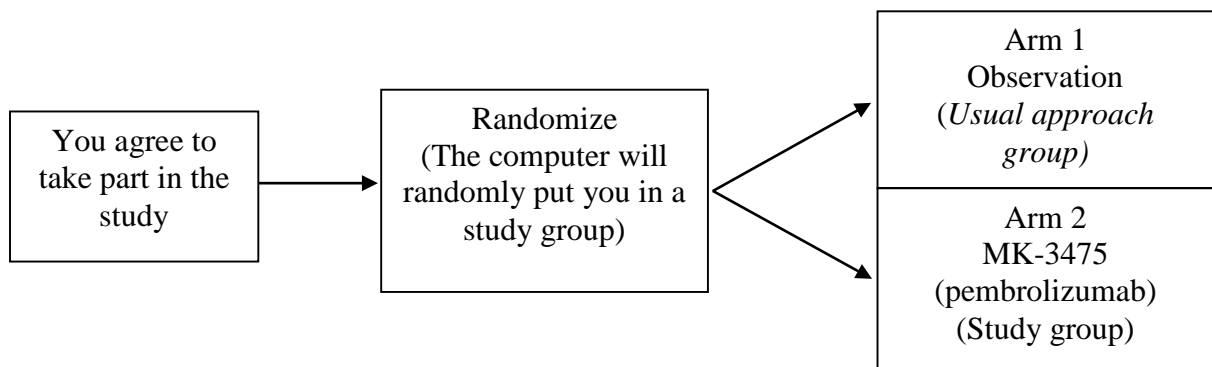 You agree to
take part in the
study
Randomize
(The computer will
randomly put you in a
study group)
Arm 1
Observation
(Usual approach
group)
Arm 2
MK-3475
(pembrolizumab)
(Study group)